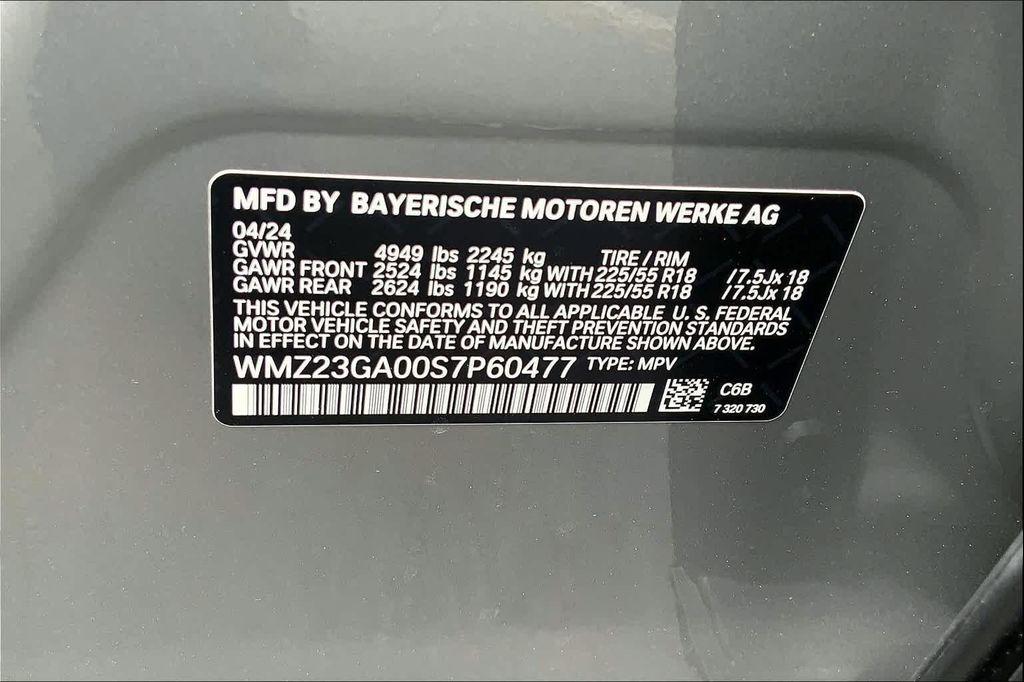 MFD BY BAYERISCHE MOTOREN WERKE AG
04/24
GVWR 4949 lbs 2245 kg TIRE / RIM
GAWR FRONT 2524 lbs 1145 kg WITH 225/55 R18 /7.5Jx 18
GAWR REAR 2624 lbs 1190 kg WITH 225/55 R18 /7.5Jx 18
THIS VEHICLE CONFORMS TO ALL APPLICABLE U. S. FEDERAL
MOTOR VEHICLE SAFETY AND THEFT PREVENTION STANDARDS
IN EFFECT ON THE DATE OF MANUFACTURE SHOWN ABOVE.
WMZ23GA00S7P60477 TYPE: MPV
C6B
7 320 730